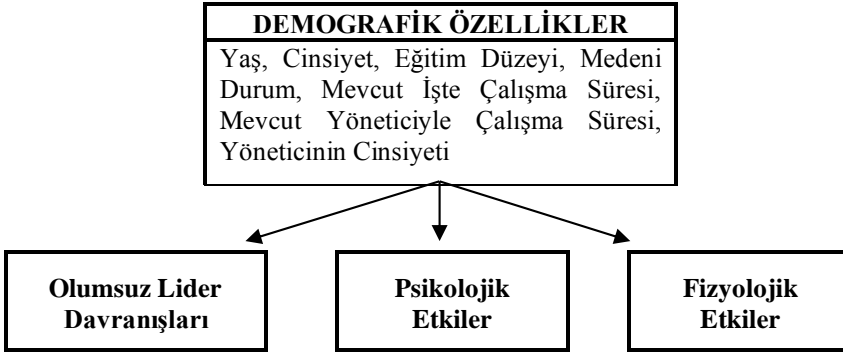 DEMOGRAFİK ÖZELLİKLER
Yaş, Cinsiyet, Eğitim Düzeyi, Medeni
Durum, Mevcut İşte Çalışma Süresi,
Mevcut Yöneticiyle Çalışma Süresi,
Yöneticinin Cinsiyeti
Olumsuz Lider
Davranışları
Psikolojik
Etkiler
Fizyolojik
Etkiler